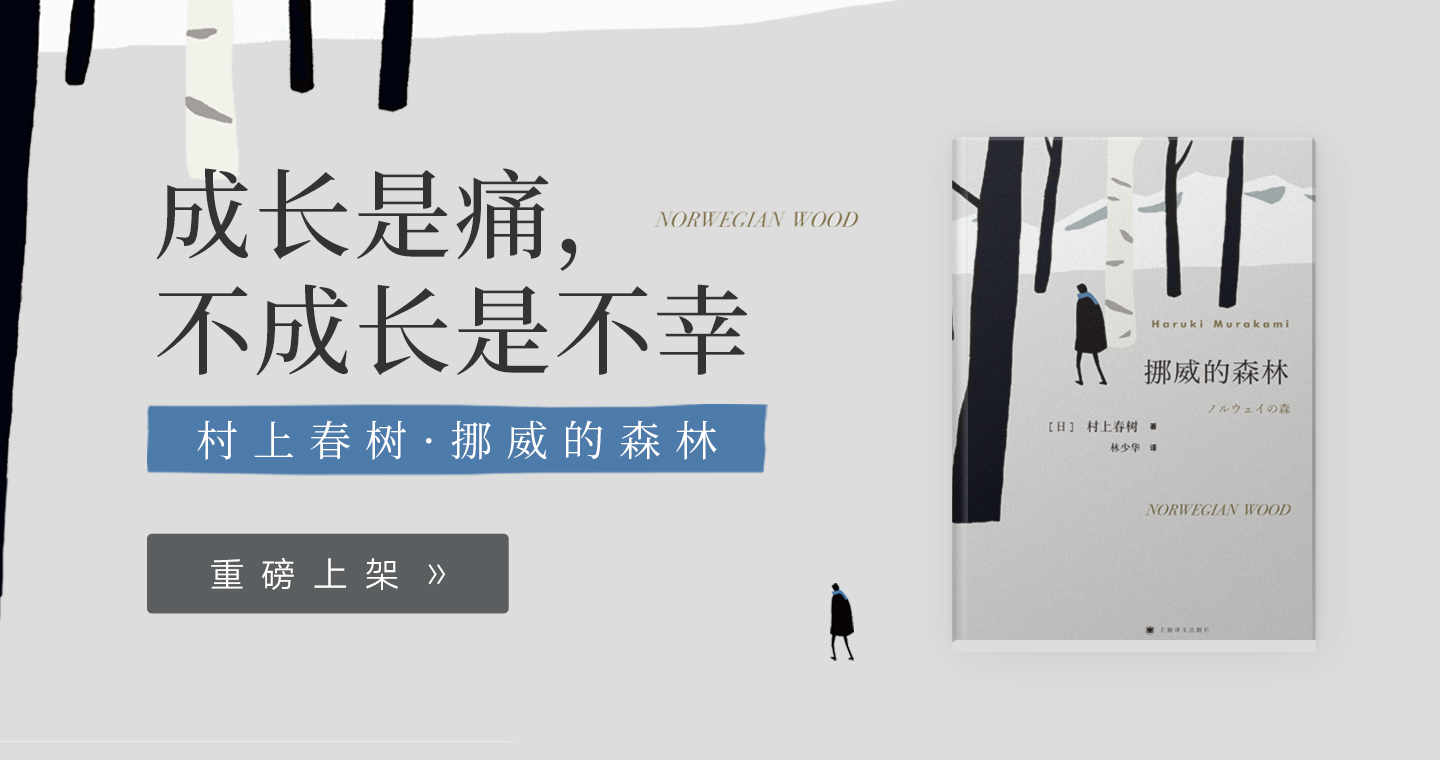 成长是痛，
NORWEGIAN WOOD
不成长是不幸
村上春树·挪威的森林
重磅上架 »
Haruki Murakami
挪威的森林
ノルウェイの森
[日] 村上春树 著
林少华 译
NORWEGIAN WOOD
上海译文出版社